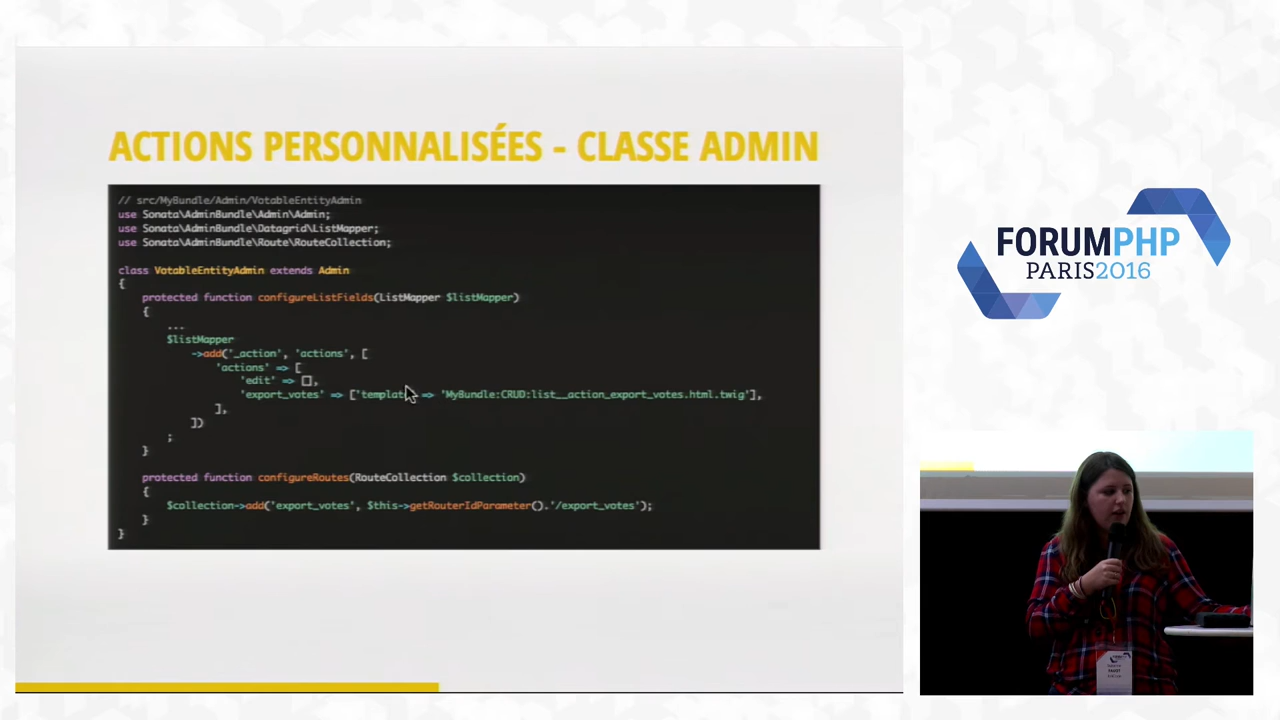 ACTIONS PERSONNALISÉES - CLASSE ADMIN
// src/MyBundle/Admin/VotableEntityAdmin
use Sonata\AdminBundle\Admin\Admin;
use Sonata\AdminBundle\Datagrid\ListMapper;
use Sonata\AdminBundle\Route\RouteCollection;
class VotableEntityAdmin extends Admin
{
protected function configureListFields(ListMapper $listMapper)
{
...
$listMapper
->add('_action', 'actions', [
'actions' => [
'edit' => [],
'export_votes' => ['template => 'MyBundle:CRUD:list__action_export_votes.html.twig'],
],
])
;
}
protected function configureRoutes(RouteCollection $collection)
{
$collection->add('export_votes', $this->getRouterIdParameter().'/export_votes');
}
}
FORUMPHP
PARIS2016